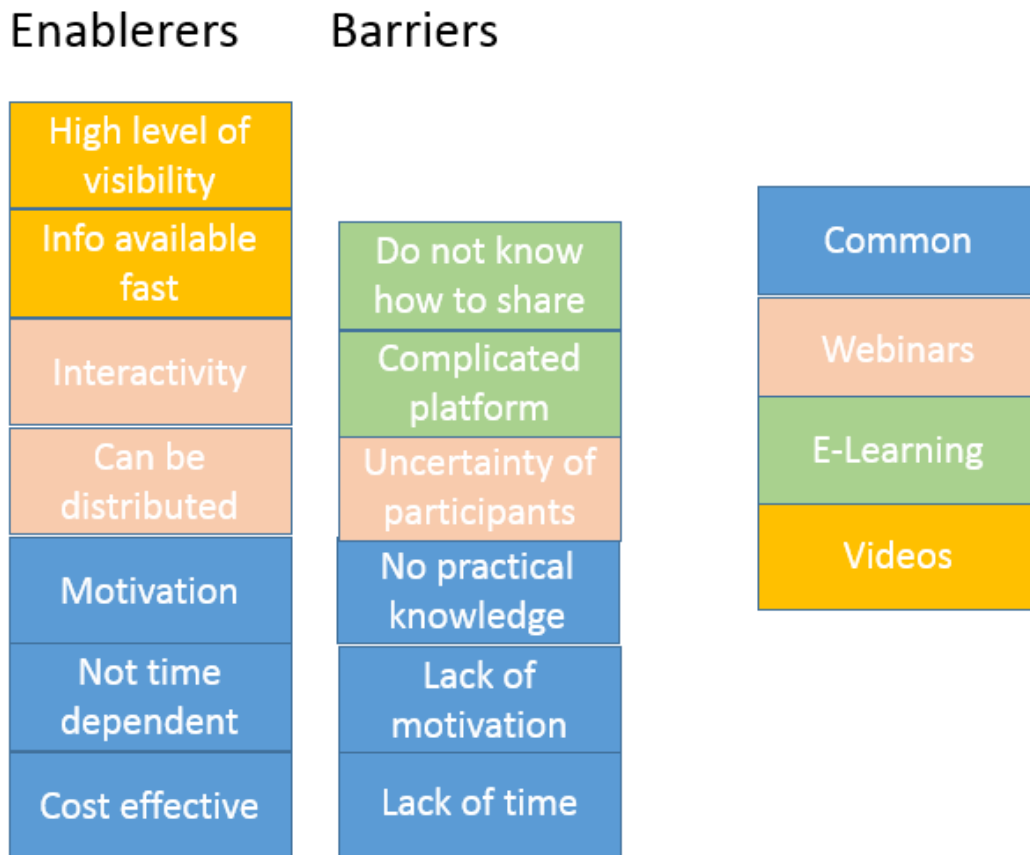 Enablerers
Barriers
High level of
visibility
Info available
fast
Interactivity
Can be
distributed
Motivation
Not time
dependent
Cost effective
Do not know
how to share
Complicated
platform
Uncertainty of
participants
No practical
knowledge
Lack of
motivation
Lack of time
Common
Webinars
E-Learning
Videos